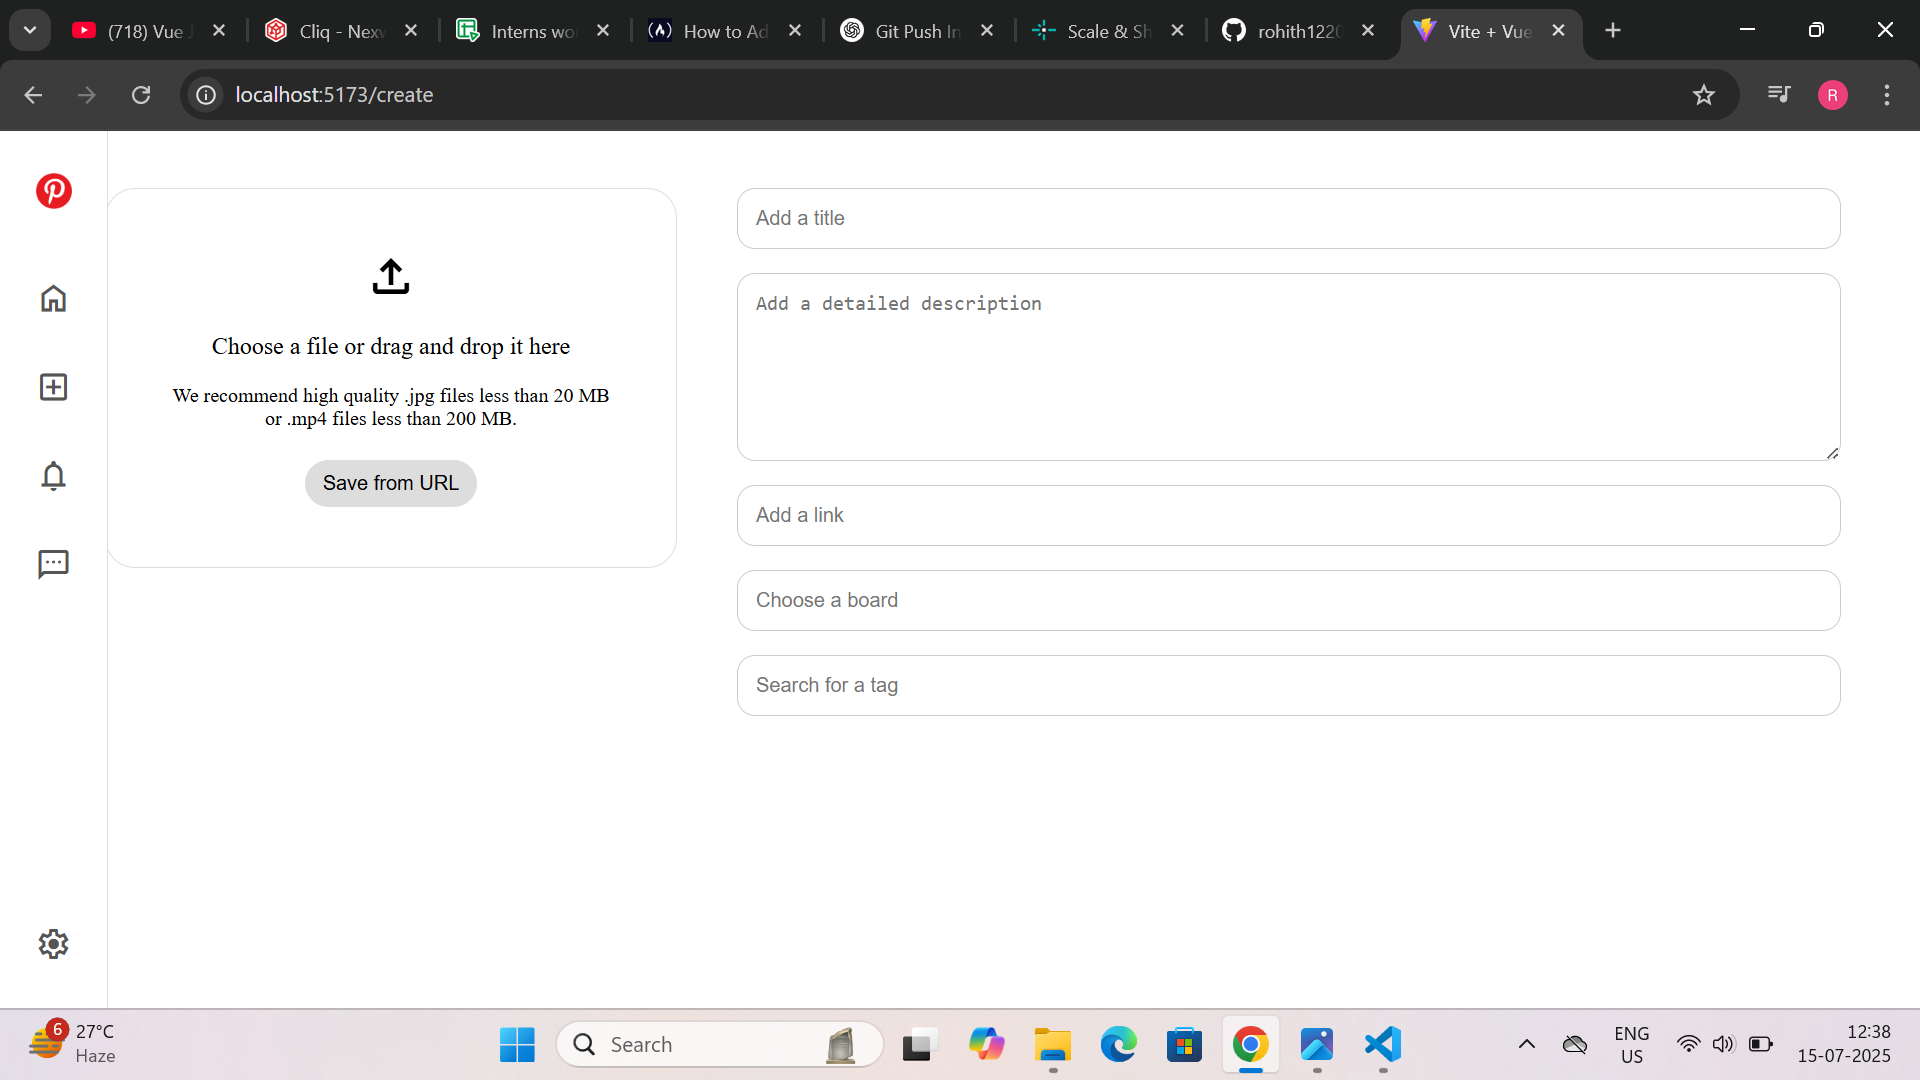 (718) Vue J
Cliq - Nexw
Interns wo
How to Ad
Git Push In
Scale & Sh
rohith1220
Vite + Vue
localhost:5173/create
R
Choose a file or drag and drop it here
We recommend high quality .jpg files less than 20 MB
or .mp4 files less than 200 MB.
Save from URL
Add a title
Add a detailed description
Add a link
Choose a board
Search for a tag
6
27°C
Haze
Search
ENG
US
12:38
15-07-2025